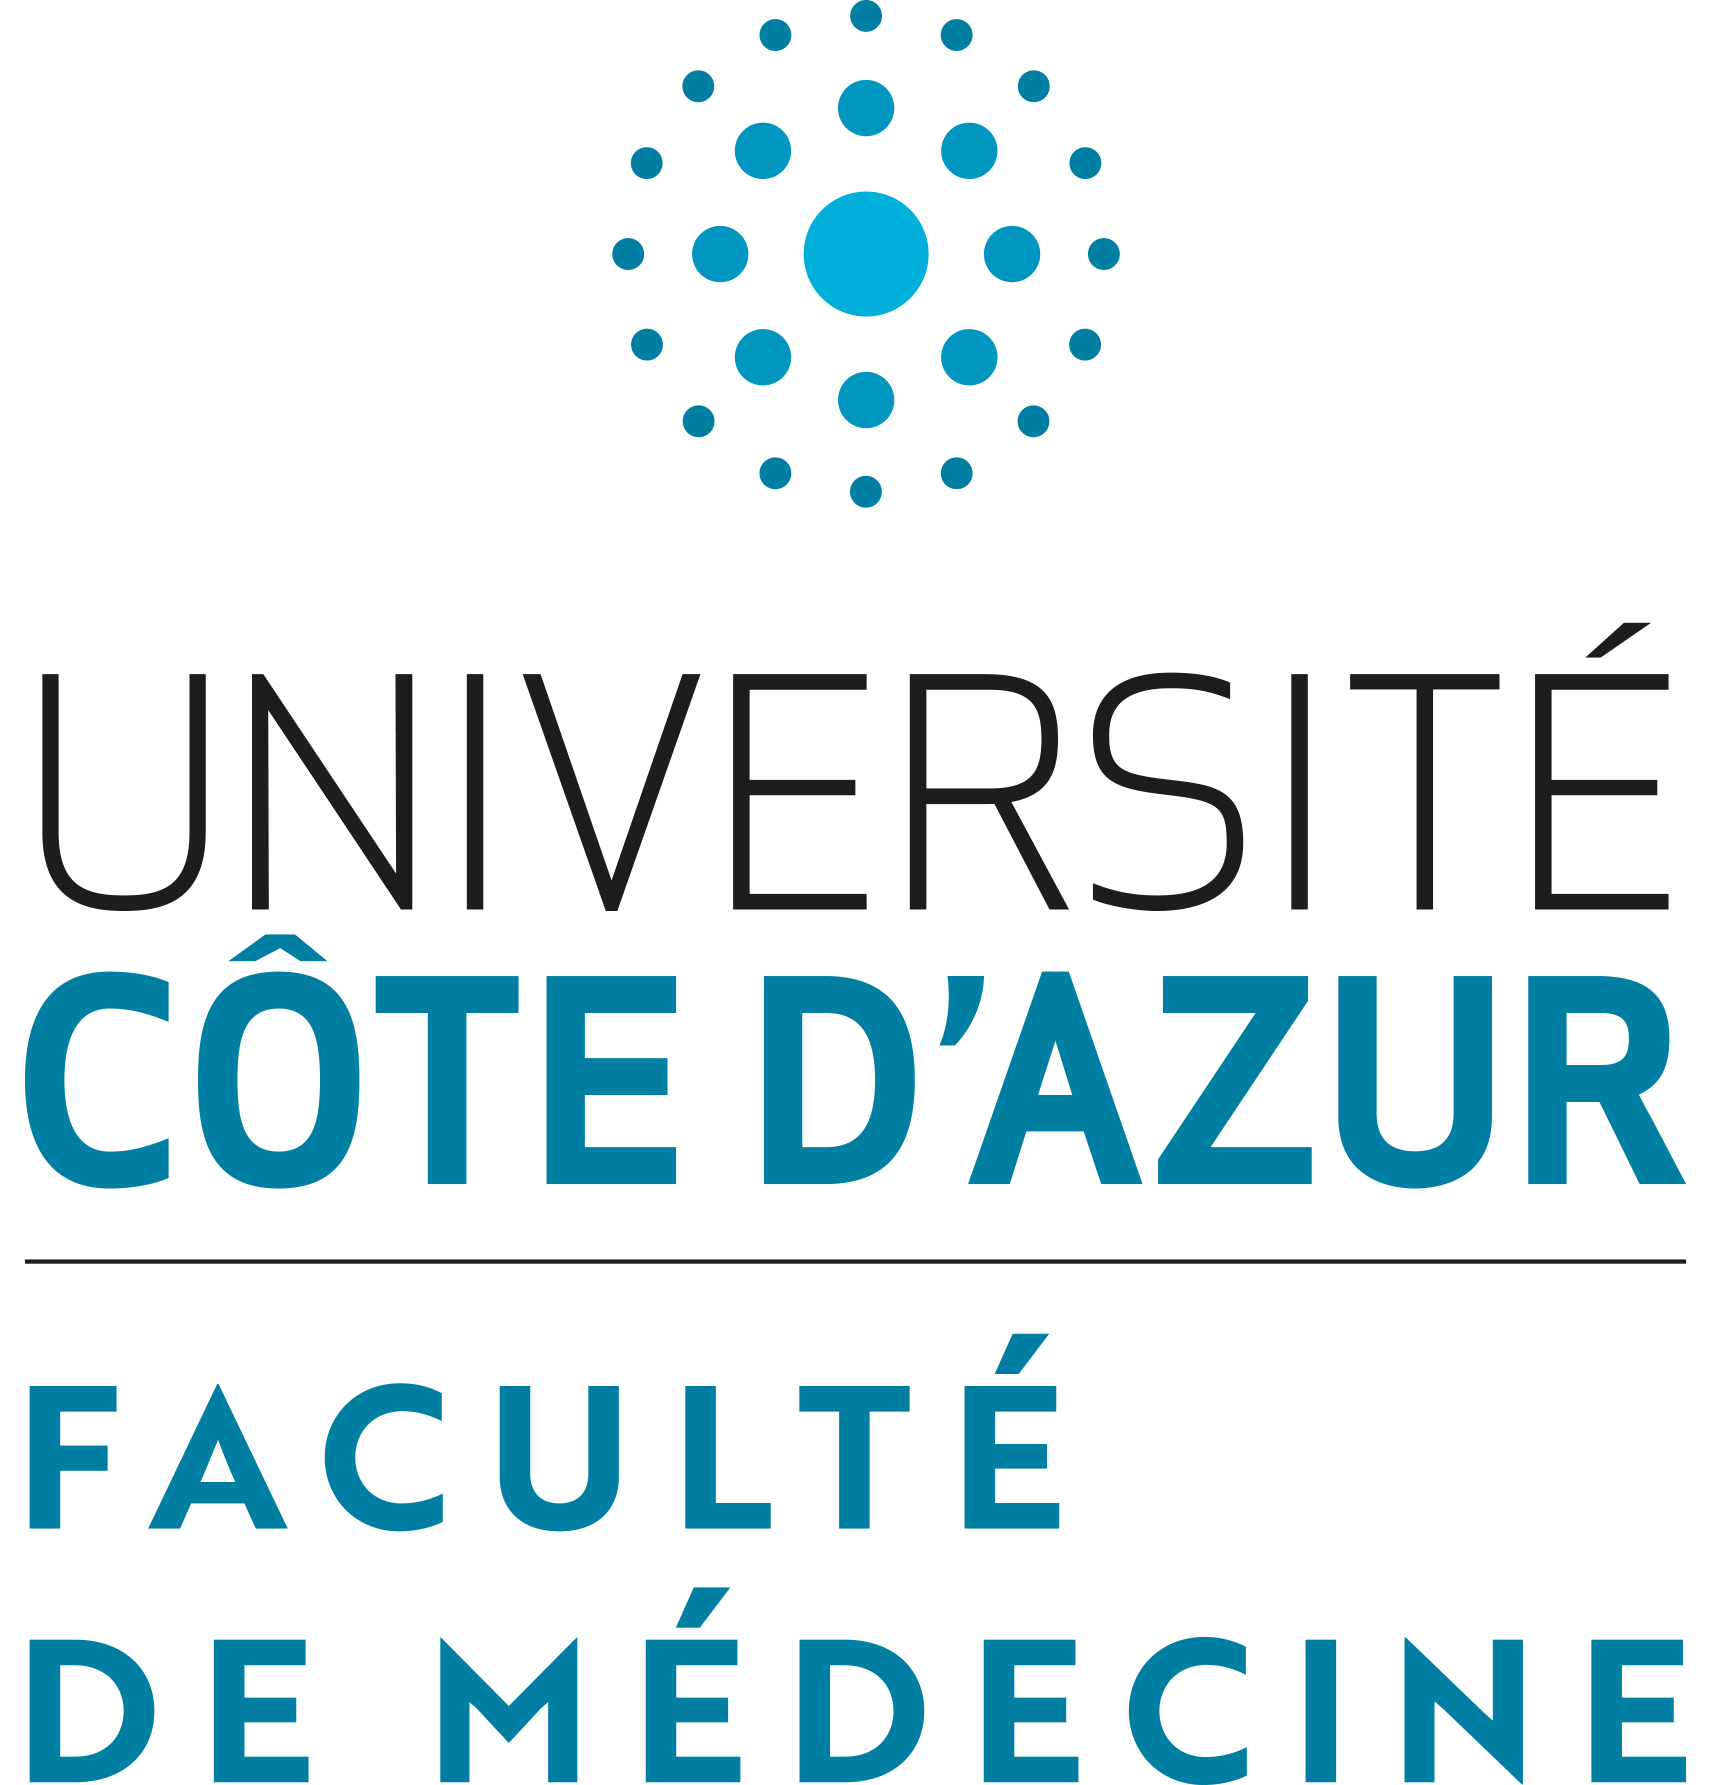 UNIVERSITÉ
CÔTE D'AZUR
FACULTÉ
DE MÉDECINE